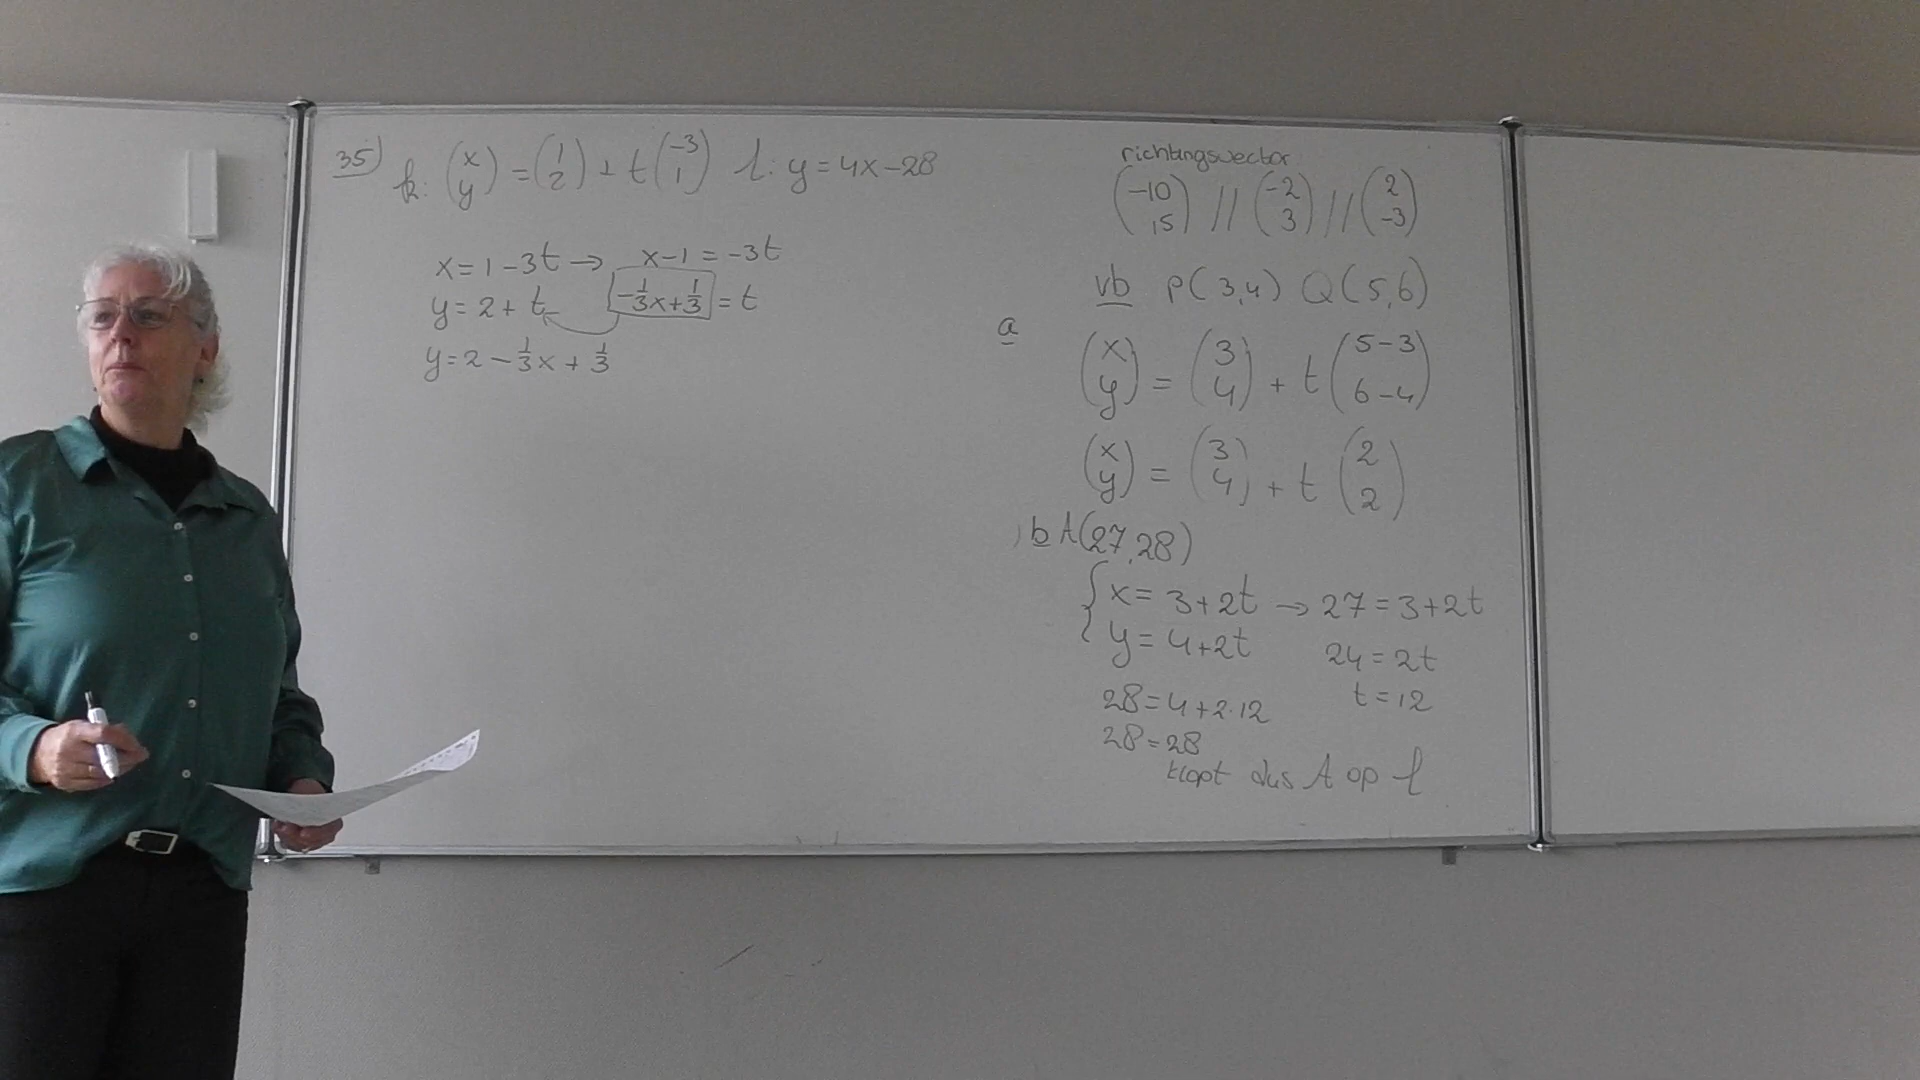 35) k: (x y) = (1 2) + t (-3 1) l: y = 4x - 28
x = 1 - 3t → x - 1 = -3t
y = 2 + t -1/3x + 1/3 = t
y = 2 - 1/3x + 1/3
richtingsvector
(-10 15) // (-2 3) // (2 -3)
vb P(3,4) Q(5,6)
a (x y) = (3 4) + t (5-3 6-4)
(x y) = (3 4) + t (2 2)
b A(27,28)
{ x = 3 + 2t → 27 = 3 + 2t
y = 4 + 2t 24 = 2t
28 = 4 + 2·12 t = 12
28 = 28
klopt dus A op l